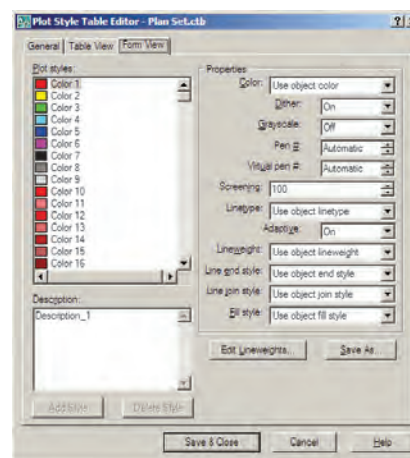 Plot Style Table Editor - Plan Set.ctb
General Table View Form View
Plot styles:
Color 1
Color 2
Color 3
Color 4
Color 5
Color 6
Color 7
Color 8
Color 9
Color 10
Color 11
Color 12
Color 13
Color 14
Color 15
Color 16
Description:
Description_1
Add Style
Delete Style
Properties
Color: Use object color
Dither: On
Grayscale: Off
Pen #: Automatic
Virtual pen #: Automatic
Screening: 100
Linetype: Use object linetype
Adaptive: On
Lineweight: Use object lineweight
Line end style: Use object end style
Line join style: Use object join style
Fill style: Use object fill style
Edit Lineweights... Save As...
Save & Close Cancel Help